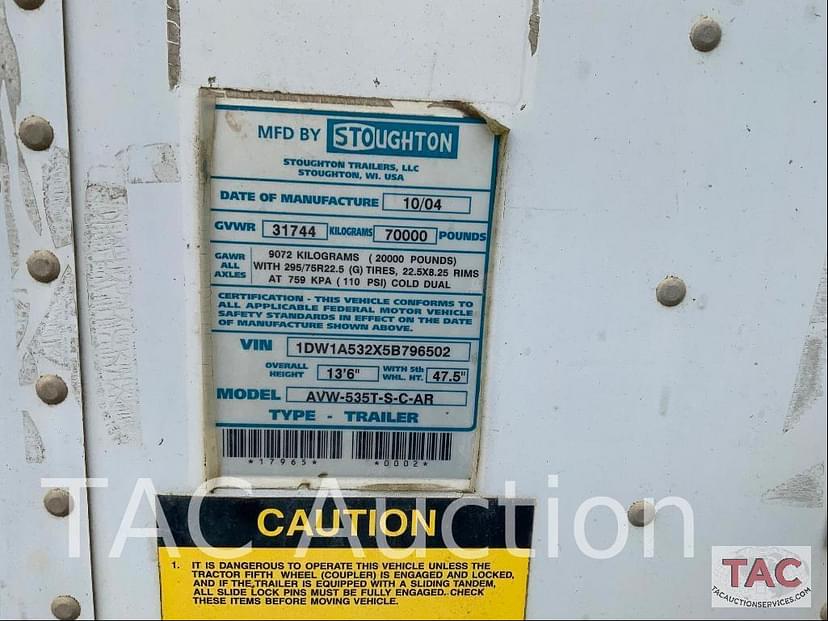 MFD BY STOUGHTON
STOUGHTON TRAILERS, LLC
STOUGHTON, WI. USA
DATE OF MANUFACTURE 10/04
GVWR 31744 KILOGRAMS 70000 POUNDS
GAWR ALL AXLES
9072 KILOGRAMS ( 20000 POUNDS)
WITH 295/75R22.5 (G) TIRES, 22.5X8.25 RIMS
AT 759 KPA ( 110 PSI) COLD DUAL
CERTIFICATION - THIS VEHICLE CONFORMS TO
ALL APPLICABLE FEDERAL MOTOR VEHICLE
SAFETY STANDARDS IN EFFECT ON THE DATE
OF MANUFACTURE SHOWN ABOVE.
VIN 1DW1A532X5B796502
OVERALL HEIGHT 13'6" WITH 5th WHL. HT. 47.5"
MODEL AVW-535T-S-C-AR
TYPE - TRAILER
*17965* *0002*
TAC Auction
CAUTION
1. IT IS DANGEROUS TO OPERATE THIS VEHICLE UNLESS THE
TRACTOR FIFTH WHEEL (COUPLER) IS ENGAGED AND LOCKED,
AND IF THE TRAILER IS EQUIPPED WITH A SLIDING TANDEM,
ALL SLIDE LOCK PINS MUST BE FULLY ENGAGED. CHECK
THESE ITEMS BEFORE MOVING VEHICLE.
TAC
TACAUCTIONSERVICES.COM